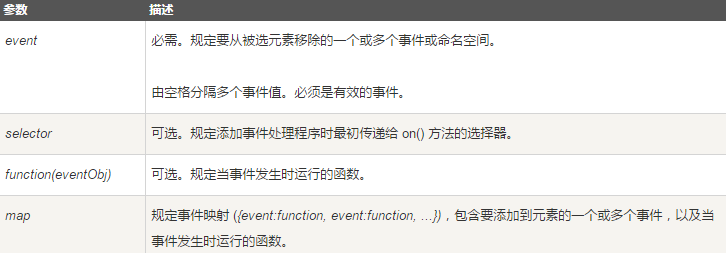 参数 描述
event 必需。规定要从被选元素移除的一个或多个事件或命名空间。
由空格分隔多个事件值。必须是有效的事件。
selector 可选。规定添加事件处理程序时最初传递给 on() 方法的选择器。
function(eventObj) 可选。规定当事件发生时运行的函数。
map 规定事件映射 ({event:function, event:function, ...})，包含要添加到元素的一个或多个事件，以及当
事件发生时运行的函数。